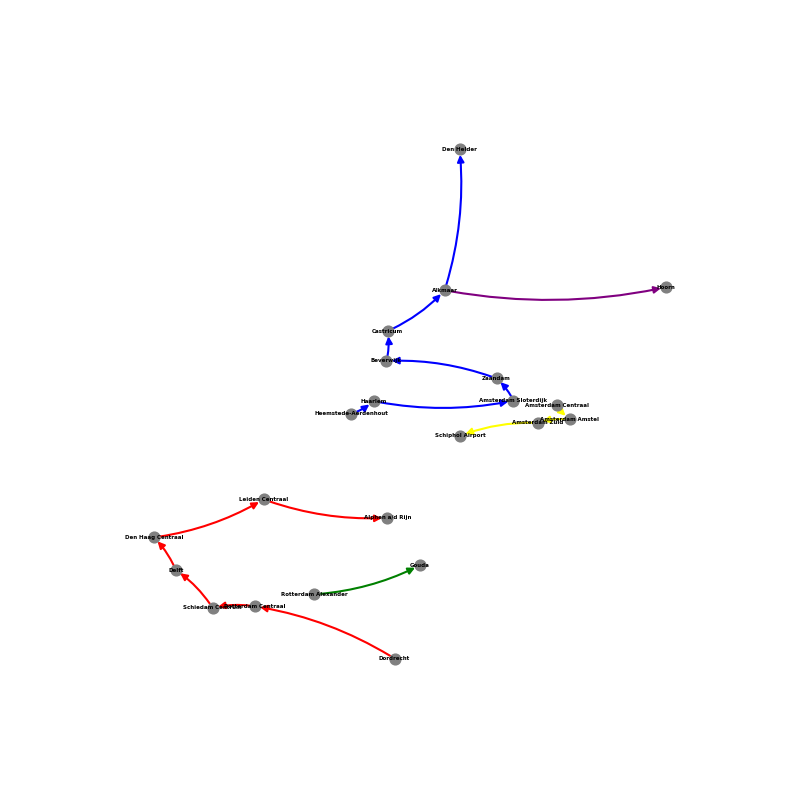 Den Helder
Alkmaar
Hoorn
Castricum
Beverwijk
Zaandam
Haarlem
Amsterdam Sloterdijk
Amsterdam Centraal
Heemstede-Aardenhout
Amsterdam Amstel
Amsterdam Zuid
Schiphol Airport
Leiden Centraal
Alphen a/d Rijn
Den Haag Centraal
Gouda
Delft
Rotterdam Alexander
Schiedam Centrum
Rotterdam Centraal
Dordrecht